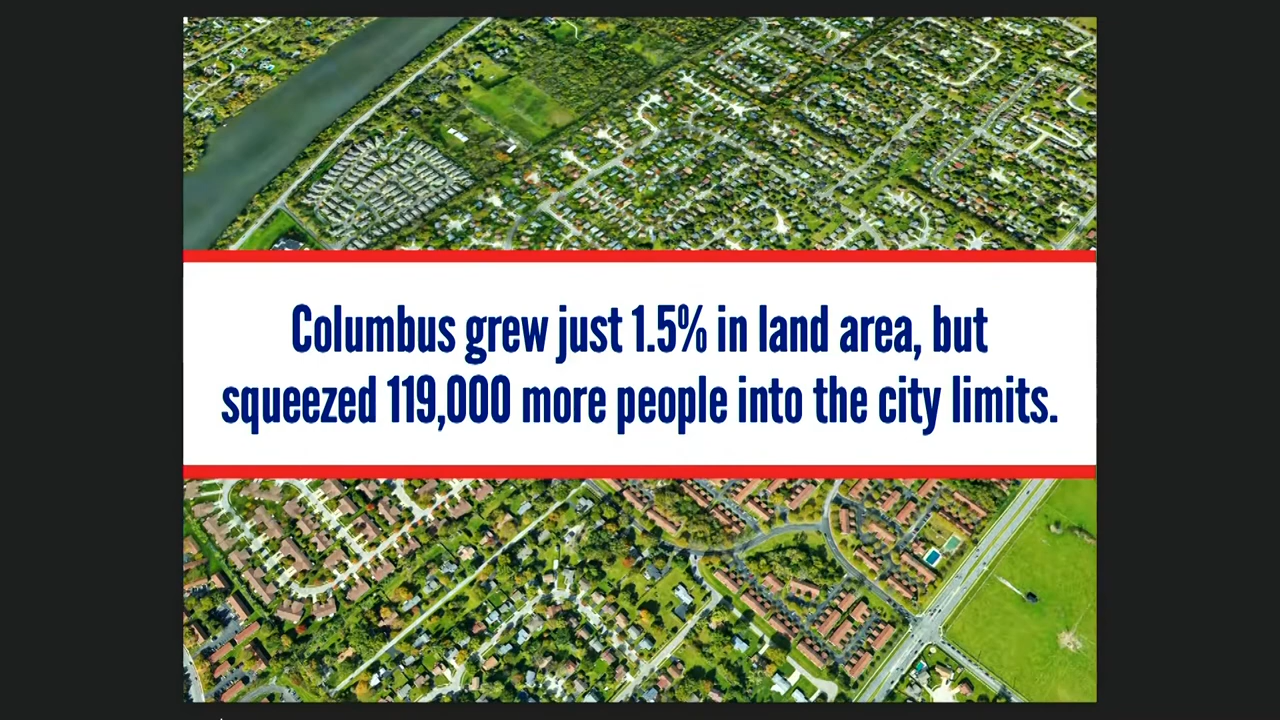 Columbus grew just 1.5% in land area, but
squeezed 119,000 more people into the city limits.